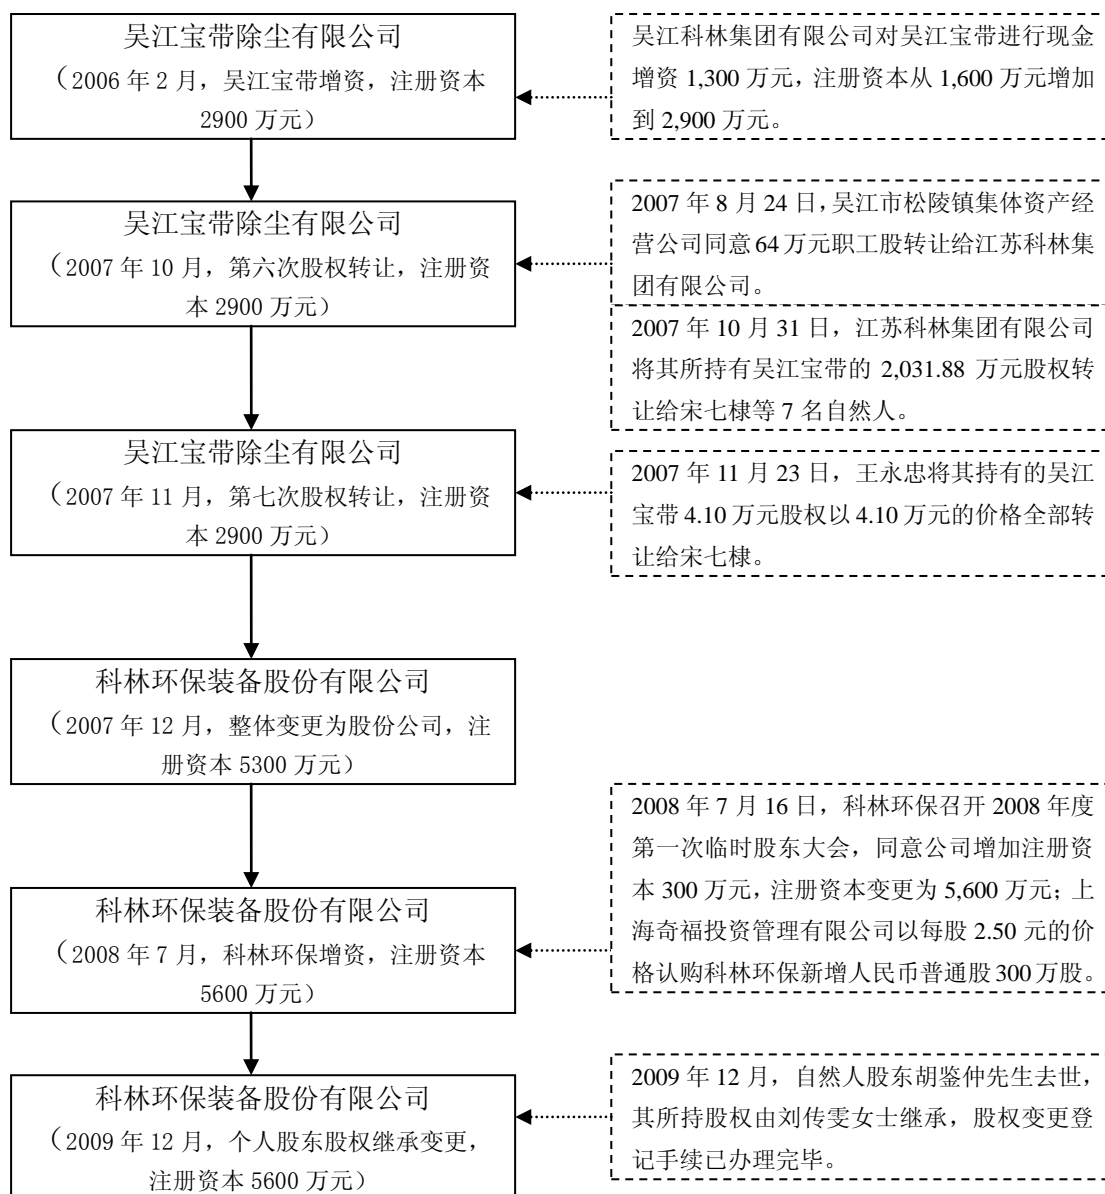 吴江宝带除尘有限公司
（2006 年 2 月，吴江宝带增资，注册资本
2900 万元）
吴江科林集团有限公司对吴江宝带进行现金
增资 1,300 万元，注册资本从 1,600 万元增加
到 2,900 万元。
吴江宝带除尘有限公司
（2007 年 10 月，第六次股权转让，注册资
本 2900 万元）
2007 年 8 月 24 日，吴江市松陵镇集体资产经
营公司同意 64 万元职工股转让给江苏科林集
团有限公司。
2007 年 10 月 31 日，江苏科林集团有限公司
将其所持有吴江宝带的 2,031.88 万元股权转
让给宋七棣等 7 名自然人。
吴江宝带除尘有限公司
（2007 年 11 月，第七次股权转让，注册资
本 2900 万元）
2007 年 11 月 23 日，王永忠将其持有的吴江
宝带 4.10 万元股权以 4.10 万元的价格全部转
让给宋七棣。
科林环保装备股份有限公司
（2007 年 12 月，整体变更为股份公司，注
册资本 5300 万元）
科林环保装备股份有限公司
（2008 年 7 月，科林环保增资，注册资本
5600 万元）
2008 年 7 月 16 日，科林环保召开 2008 年度
第一次临时股东大会，同意公司增加注册资
本 300 万元，注册资本变更为 5,600 万元；上
海奇福投资管理有限公司以每股 2.50 元的价
格认购科林环保新增人民币普通股 300 万股。
科林环保装备股份有限公司
（2009 年 12 月，个人股东股权继承变更，
注册资本 5600 万元）
2009 年 12 月，自然人股东胡鉴仲先生去世，
其所持股权由刘传雯女士继承，股权变更登
记手续已办理完毕。